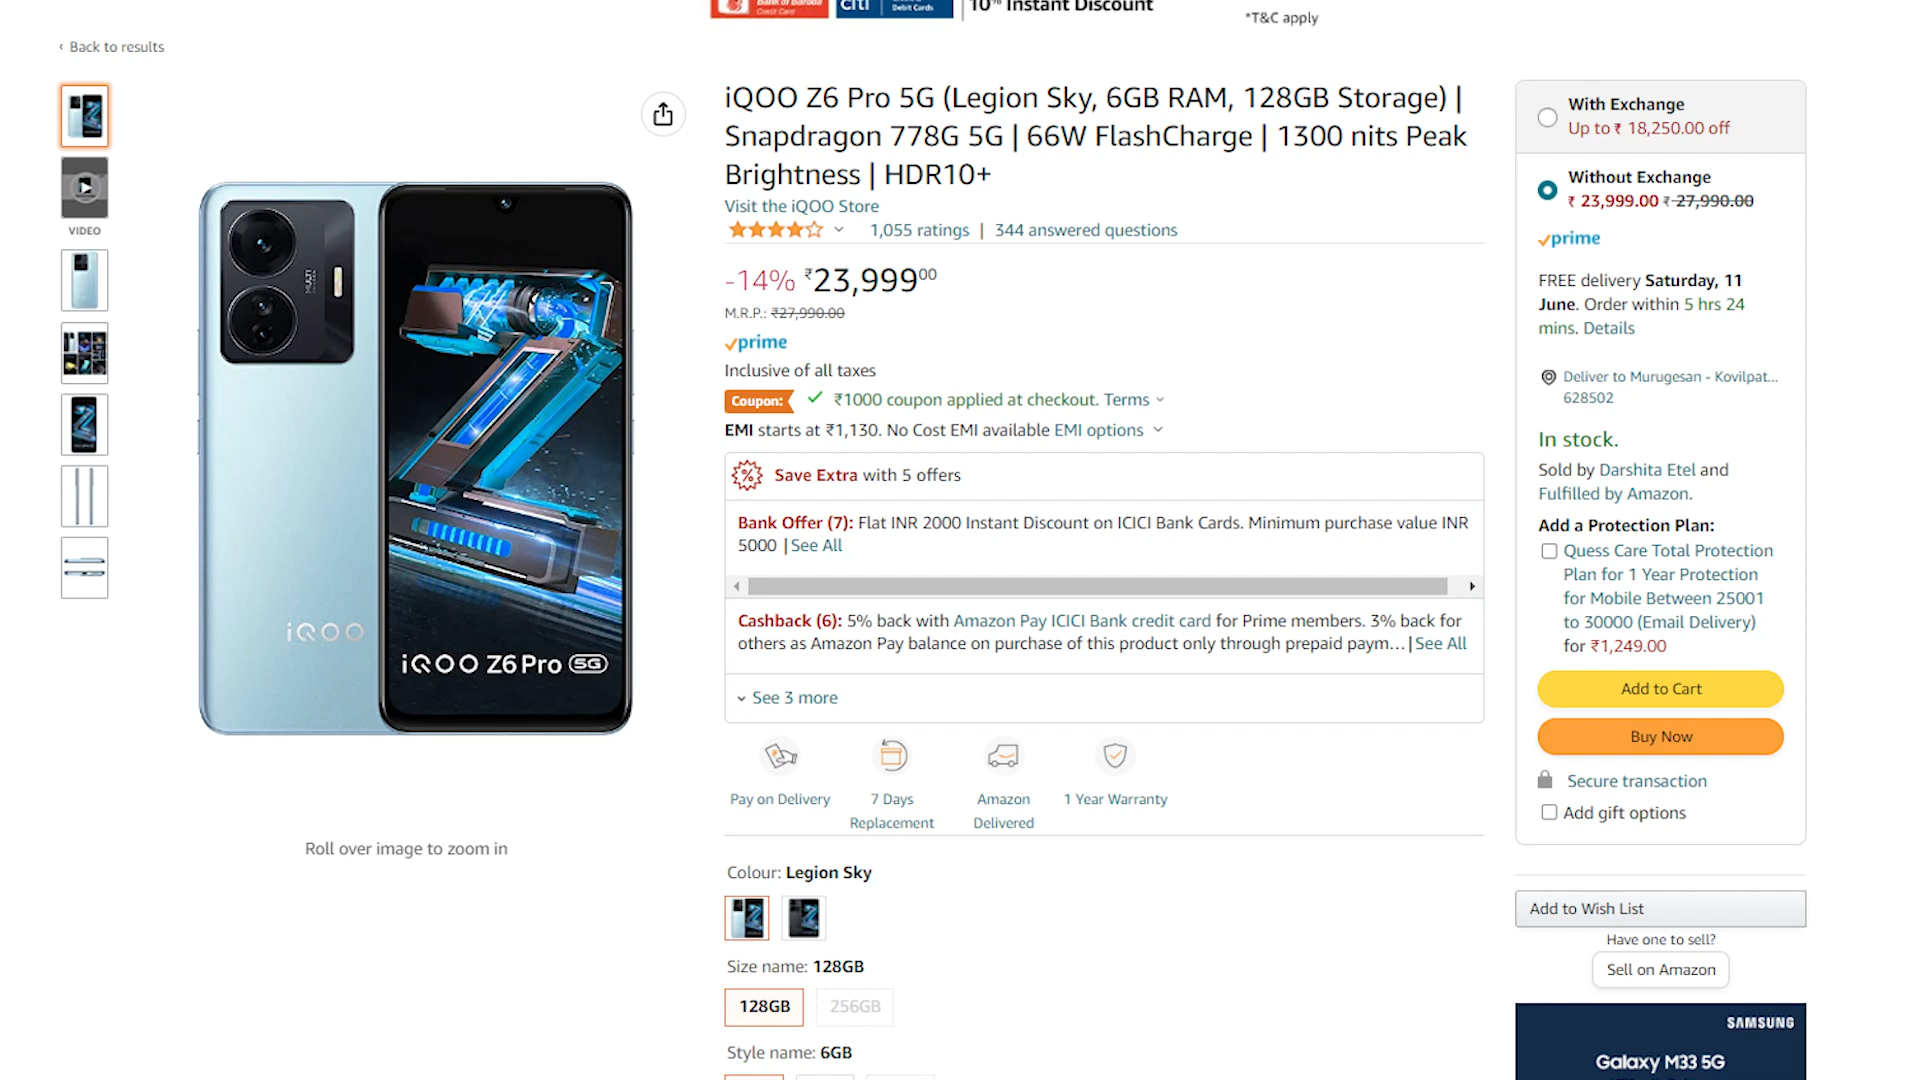 Bank of Baroda
Credit Card
citi
Debit Cards
10% Instant Discount
*T&C apply
‹ Back to results
VIDEO
MULTI
iQOO
iQOO Z6 Pro 5G
Roll over image to zoom in
iQOO Z6 Pro 5G (Legion Sky, 6GB RAM, 128GB Storage) |
Snapdragon 778G 5G | 66W FlashCharge | 1300 nits Peak
Brightness | HDR10+
Visit the iQOO Store
1,055 ratings | 344 answered questions
-14% ₹23,999⁰⁰
M.R.P.: ₹27,990.00
prime
Inclusive of all taxes
Coupon: ₹1000 coupon applied at checkout. Terms
EMI starts at ₹1,130. No Cost EMI available EMI options
Save Extra with 5 offers
Bank Offer (7): Flat INR 2000 Instant Discount on ICICI Bank Cards. Minimum purchase value INR
5000 | See All
Cashback (6): 5% back with Amazon Pay ICICI Bank credit card for Prime members. 3% back for
others as Amazon Pay balance on purchase of this product only through prepaid paym... | See All
See 3 more
Pay on Delivery
7 Days
Replacement
Amazon
Delivered
1 Year Warranty
Colour: Legion Sky
Size name: 128GB
128GB
256GB
Style name: 6GB
With Exchange
Up to ₹ 18,250.00 off
Without Exchange
₹ 23,999.00 ₹ 27,990.00
prime
FREE delivery Saturday, 11
June. Order within 5 hrs 24
mins. Details
Deliver to Murugesan - Kovilpat...
628502
In stock.
Sold by Darshita Etel and
Fulfilled by Amazon.
Add a Protection Plan:
Quess Care Total Protection
Plan for 1 Year Protection
for Mobile Between 25001
to 30000 (Email Delivery)
for ₹1,249.00
Add to Cart
Buy Now
Secure transaction
Add gift options
Add to Wish List
Have one to sell?
Sell on Amazon
SAMSUNG
Galaxy M33 5G